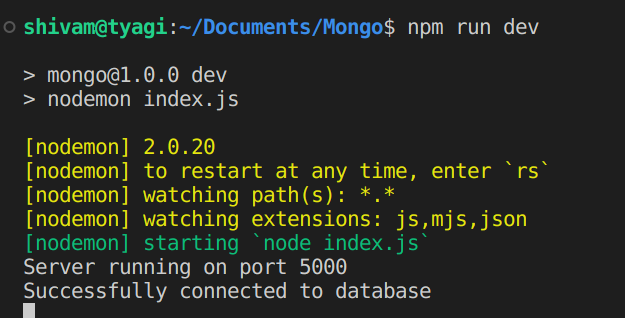 shivam@tyagi:~/Documents/Mongo$ npm run dev
> mongo@1.0.0 dev
> nodemon index.js
[nodemon] 2.0.20
[nodemon] to restart at any time, enter `rs`
[nodemon] watching path(s): *.*
[nodemon] watching extensions: js,mjs,json
[nodemon] starting `node index.js`
Server running on port 5000
Successfully connected to database